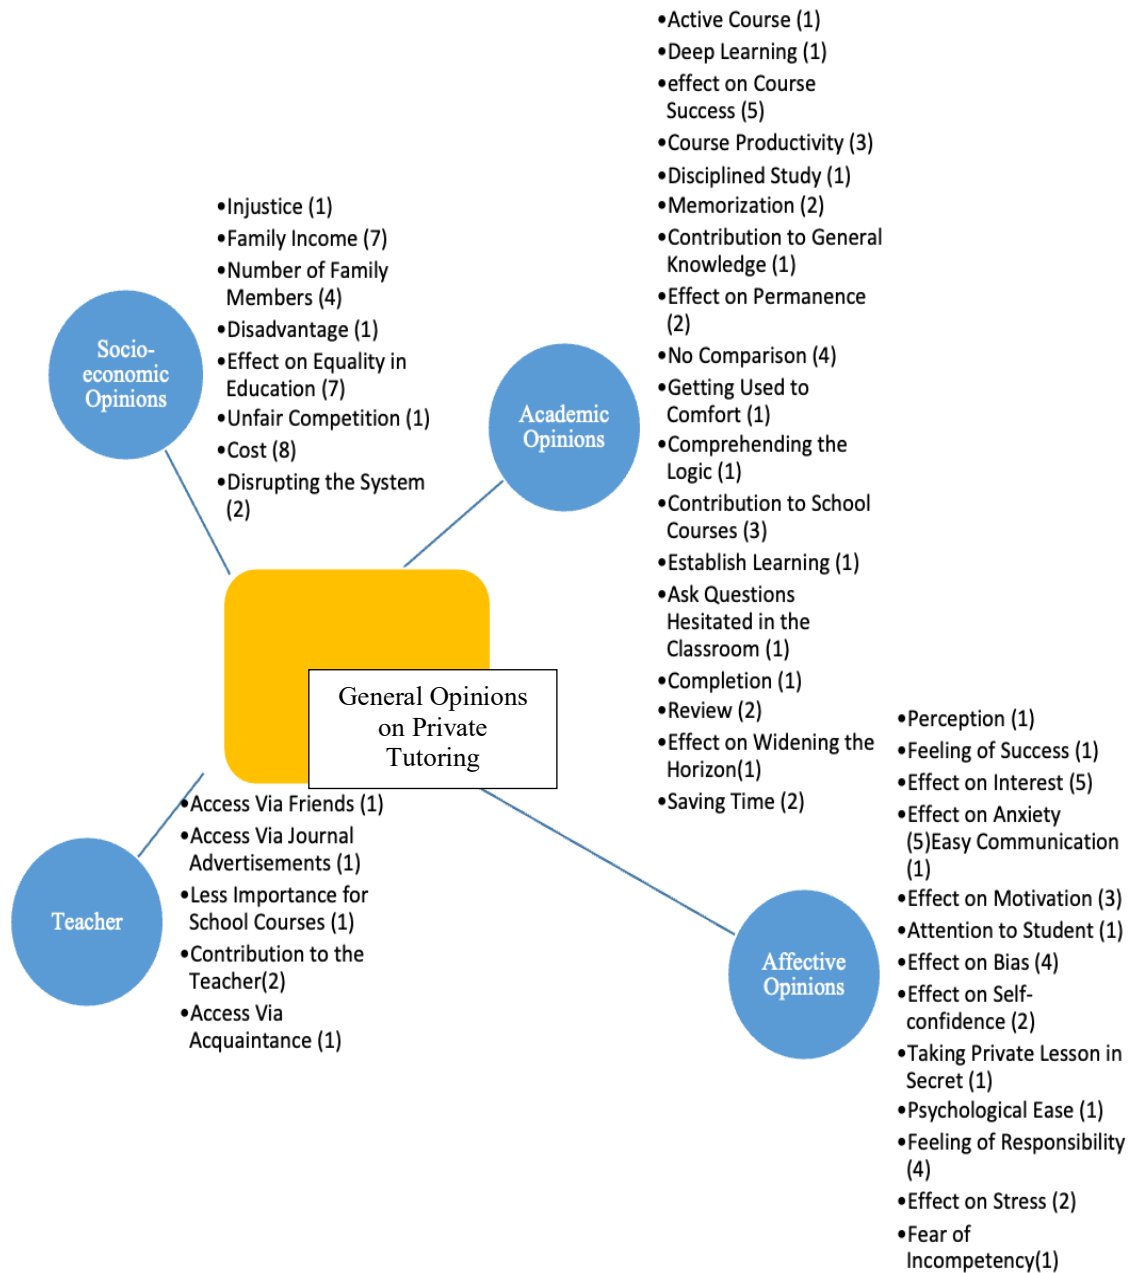 •Active Course (1)
•Deep Learning (1)
•effect on Course
Success (5)
•Course Productivity (3)
•Disciplined Study (1)
•Memorization (2)
•Contribution to General
Knowledge (1)
•Effect on Permanence
(2)
•No Comparison (4)
•Getting Used to
Comfort (1)
•Comprehending the
Logic (1)
•Contribution to School
Courses (3)
•Establish Learning (1)
•Ask Questions
Hesitated in the
Classroom (1)
•Completion (1)
•Review (2)
•Effect on Widening the
Horizon(1)
•Saving Time (2)
Academic
Opinions
•Injustice (1)
•Family Income (7)
•Number of Family
Members (4)
•Disadvantage (1)
•Effect on Equality in
Education (7)
•Unfair Competition (1)
•Cost (8)
•Disrupting the System
(2)
Socio-
economic
Opinions
General Opinions
on Private
Tutoring
•Access Via Friends (1)
•Access Via Journal
Advertisements (1)
•Less Importance for
School Courses (1)
•Contribution to the
Teacher(2)
•Access Via
Acquaintance (1)
Teacher
•Perception (1)
•Feeling of Success (1)
•Effect on Interest (5)
•Effect on Anxiety
(5)Easy Communication
(1)
•Effect on Motivation (3)
•Attention to Student (1)
•Effect on Bias (4)
•Effect on Self-
confidence (2)
•Taking Private Lesson in
Secret (1)
•Psychological Ease (1)
•Feeling of Responsibility
(4)
•Effect on Stress (2)
•Fear of
Incompetency(1)
Affective
Opinions